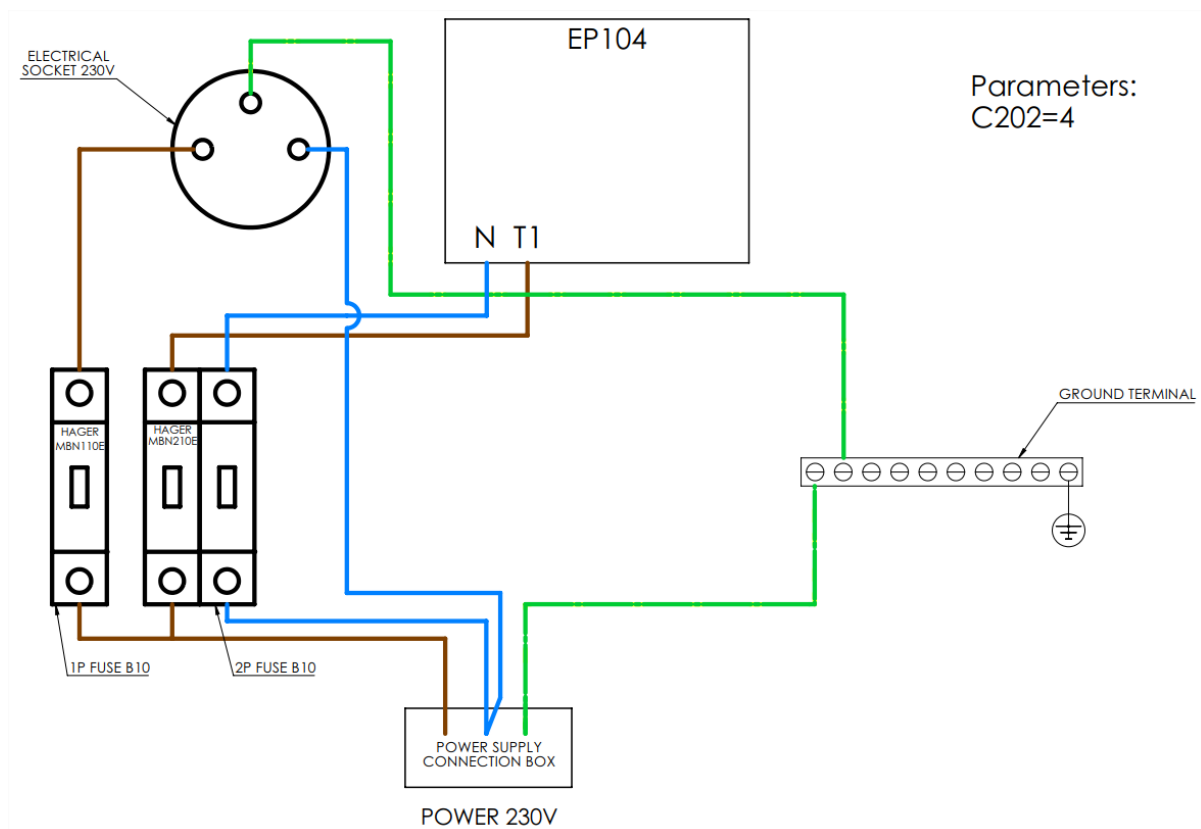 EP104
ELECTRICAL
SOCKET 230V
Parameters:
C202=4
N T1
GROUND TERMINAL
HAGER
MBN110E
HAGER
MBN210E
1P FUSE B10
2P FUSE B10
POWER SUPPLY
CONNECTION BOX
POWER 230V